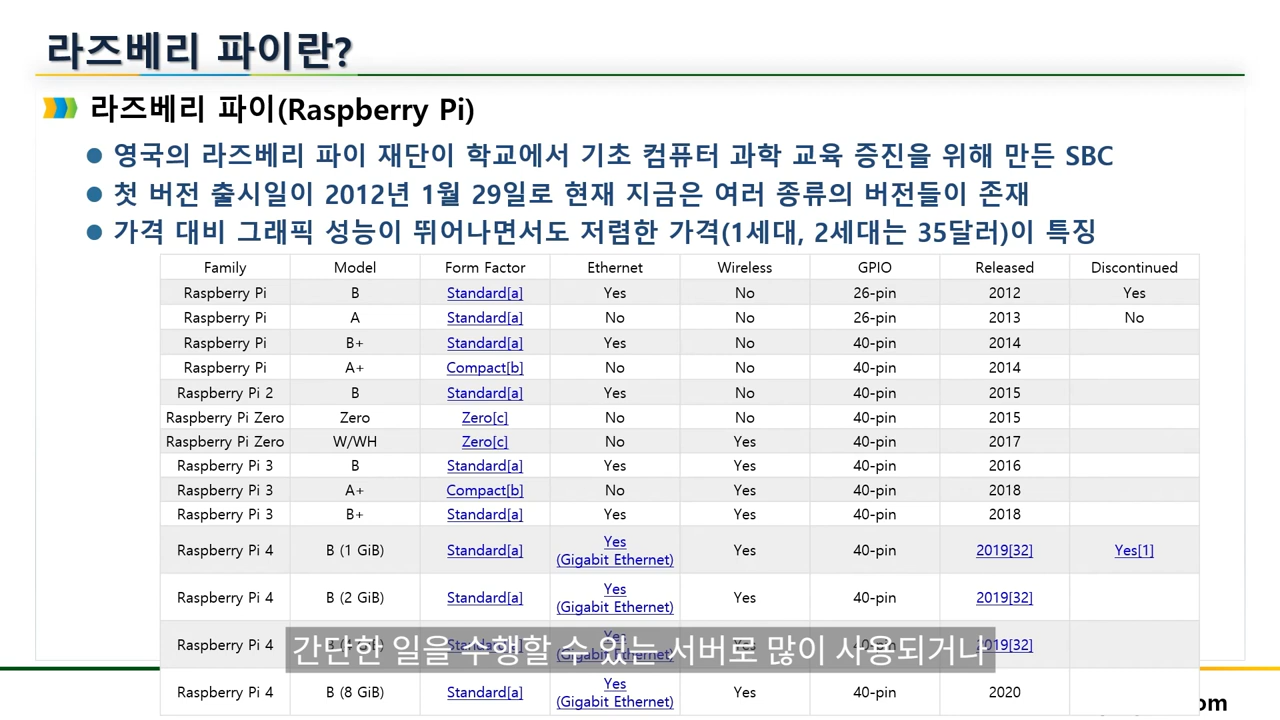 라즈베리 파이란?
라즈베리 파이(Raspberry Pi)
● 영국의 라즈베리 파이 재단이 학교에서 기초 컴퓨터 과학 교육 증진을 위해 만든 SBC
● 첫 버전 출시일이 2012년 1월 29일로 현재 지금은 여러 종류의 버전들이 존재
● 가격 대비 그래픽 성능이 뛰어나면서도 저렴한 가격(1세대, 2세대는 35달러)이 특징
Family Model Form Factor Ethernet Wireless GPIO Released Discontinued
Raspberry Pi B Standard[a] Yes No 26-pin 2012 Yes
Raspberry Pi A Standard[a] No No 26-pin 2013 No
Raspberry Pi B+ Standard[a] Yes No 40-pin 2014
Raspberry Pi A+ Compact[b] No No 40-pin 2014
Raspberry Pi 2 B Standard[a] Yes No 40-pin 2015
Raspberry Pi Zero Zero Zero[c] No No 40-pin 2015
Raspberry Pi Zero W/WH Zero[c] No Yes 40-pin 2017
Raspberry Pi 3 B Standard[a] Yes Yes 40-pin 2016
Raspberry Pi 3 A+ Compact[b] No Yes 40-pin 2018
Raspberry Pi 3 B+ Standard[a] Yes Yes 40-pin 2018
Raspberry Pi 4 B (1 GiB) Standard[a] Yes (Gigabit Ethernet) Yes 40-pin 2019[32] Yes[1]
Raspberry Pi 4 B (2 GiB) Standard[a] Yes (Gigabit Ethernet) Yes 40-pin 2019[32]
Raspberry Pi 4
간단한 일을 수행할 수 있는 서버로 많이 사용되거나
Raspberry Pi 4 B (8 GiB) Standard[a] Yes (Gigabit Ethernet) Yes 40-pin 2020